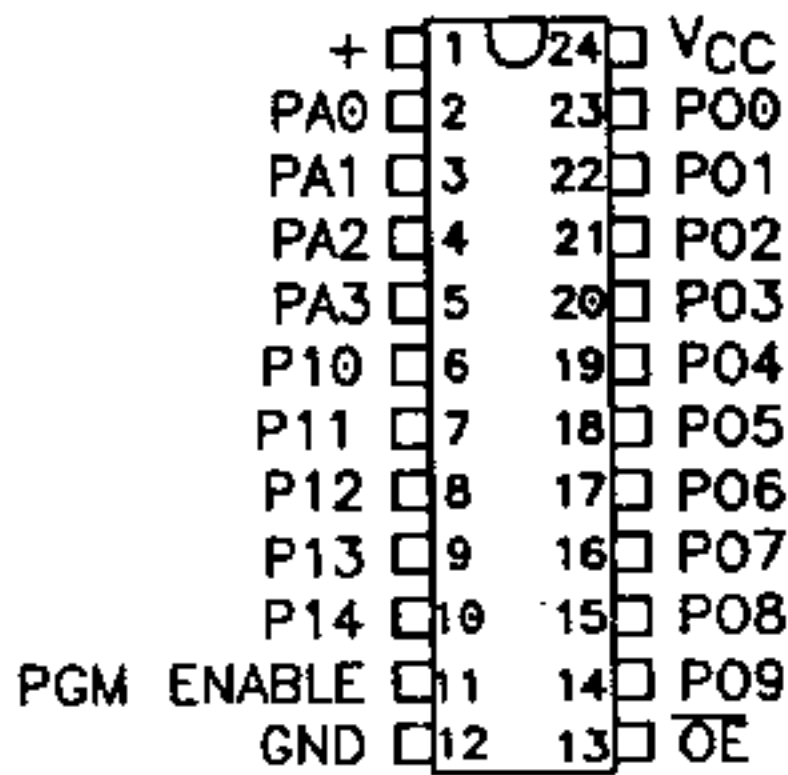 + 1 24 VCC
PA0 2 23 PO0
PA1 3 22 PO1
PA2 4 21 PO2
PA3 5 20 PO3
P10 6 19 PO4
P11 7 18 PO5
P12 8 17 PO6
P13 9 16 PO7
P14 10 15 PO8
PGM ENABLE 11 14 PO9
GND 12 13 O̅E̅